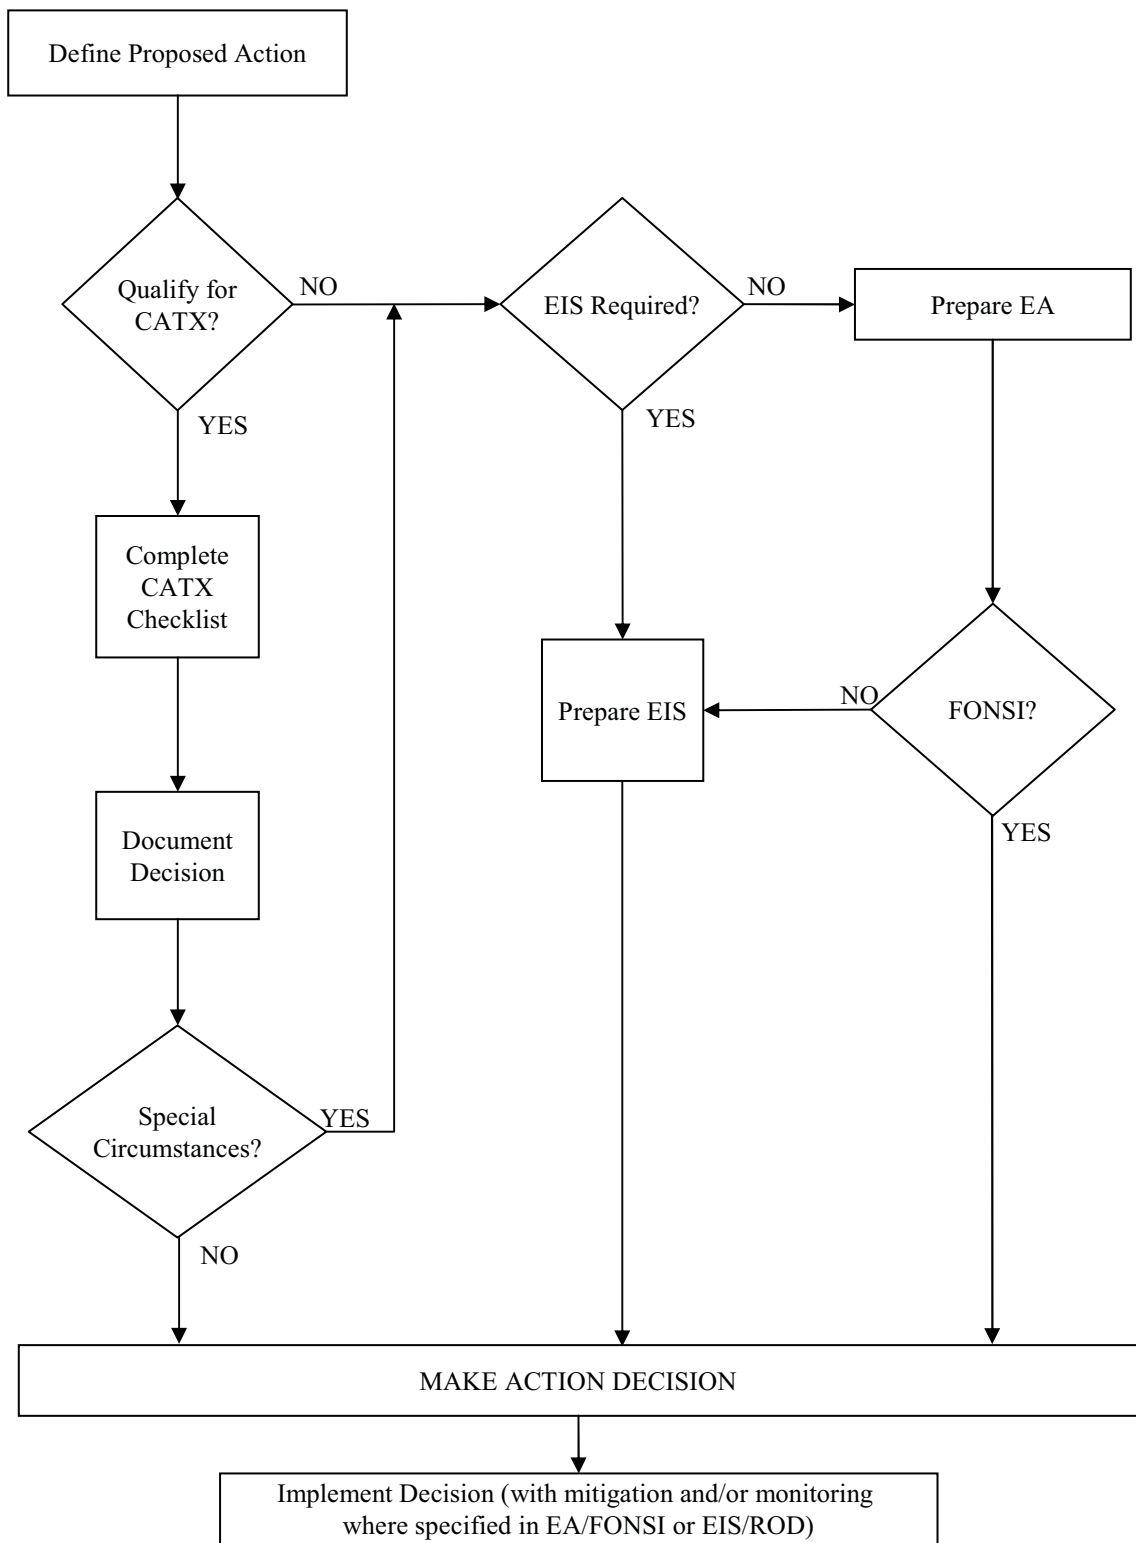 Define Proposed Action
Qualify for
CATX?
NO
EIS Required?
NO
Prepare EA
YES
YES
Complete
CATX
Checklist
Prepare EIS
NO
FONSI?
Document
Decision
YES
Special
Circumstances?
YES
NO
MAKE ACTION DECISION
Implement Decision (with mitigation and/or monitoring
where specified in EA/FONSI or EIS/ROD)